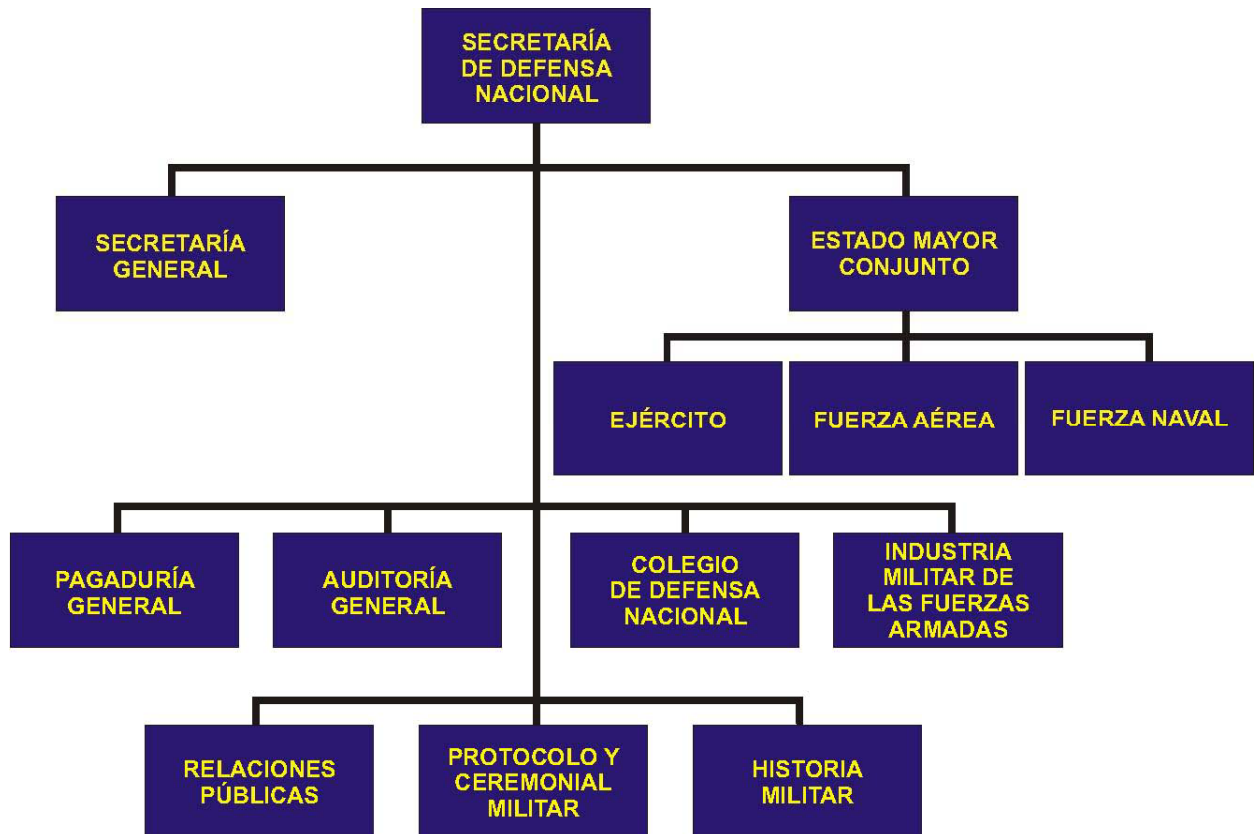 SECRETARÍA
DE DEFENSA
NACIONAL
SECRETARÍA
GENERAL
ESTADO MAYOR
CONJUNTO
EJÉRCITO
FUERZA AÉREA
FUERZA NAVAL
PAGADURÍA
GENERAL
AUDITORÍA
GENERAL
COLEGIO
DE DEFENSA
NACIONAL
INDUSTRIA
MILITAR DE
LAS FUERZAS
ARMADAS
RELACIONES
PÚBLICAS
PROTOCOLO Y
CEREMONIAL
MILITAR
HISTORIA
MILITAR